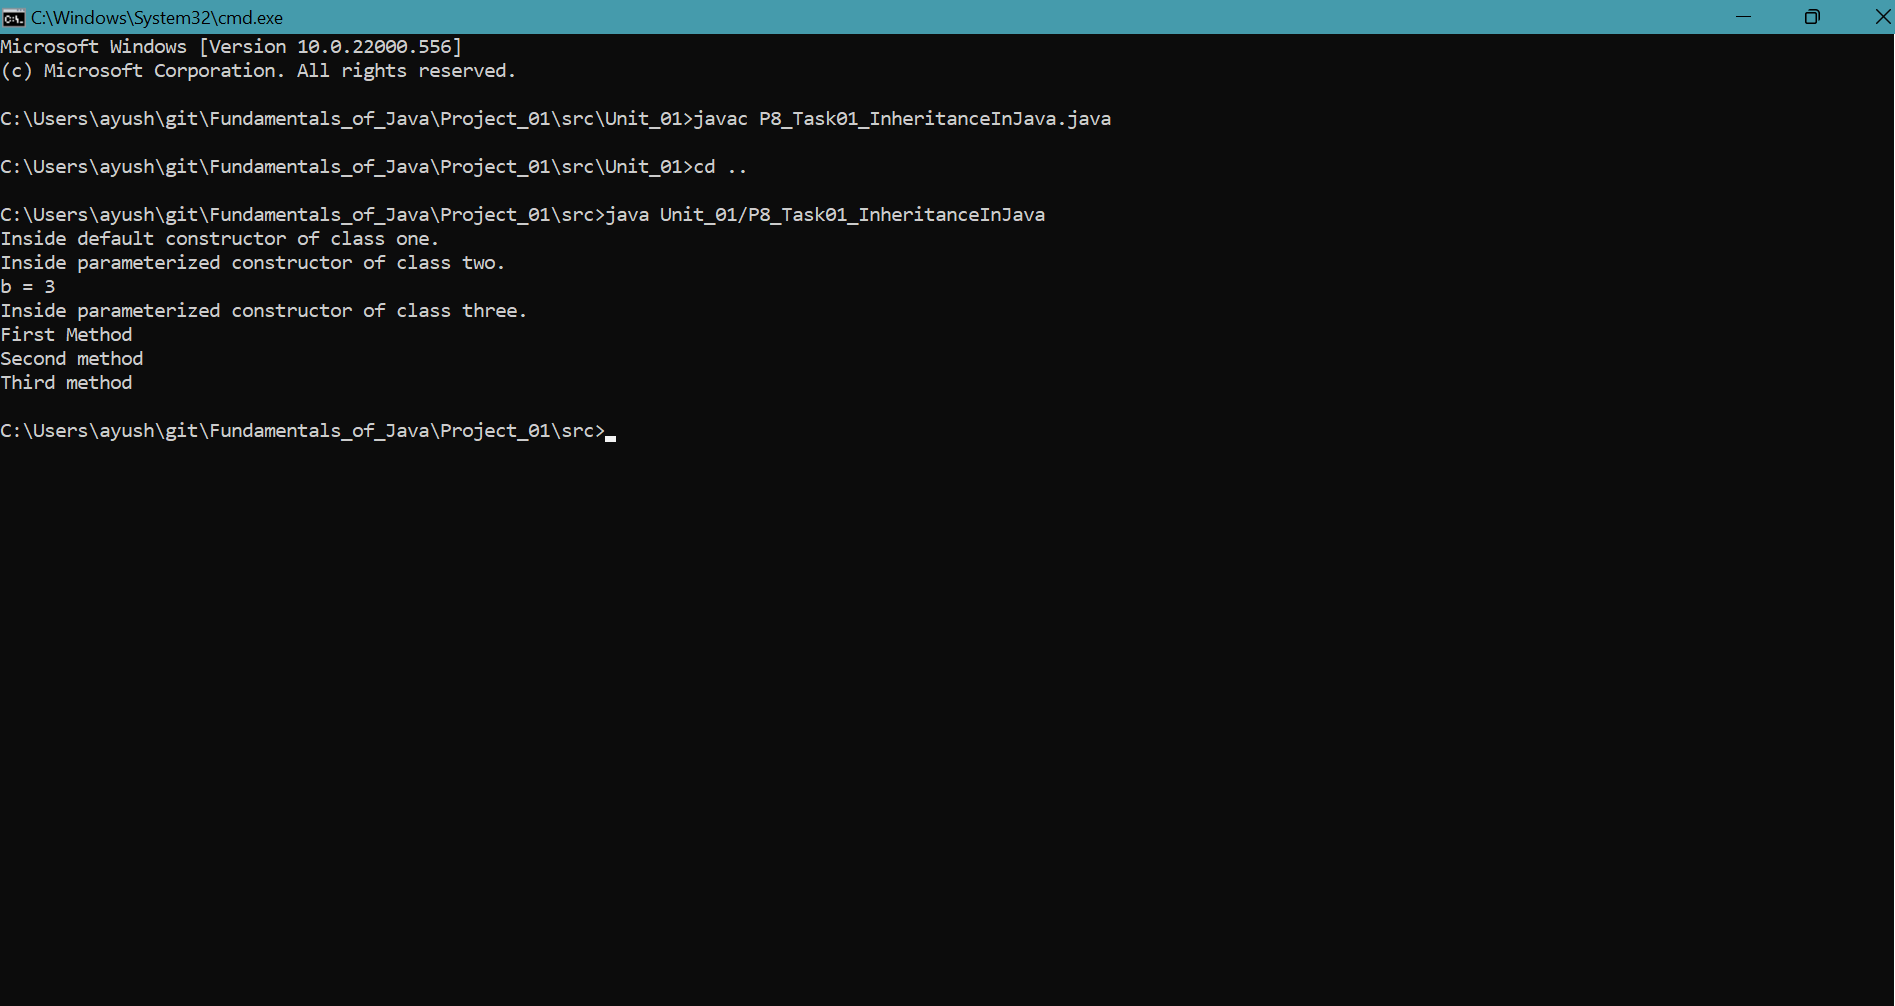 C:\Windows\System32\cmd.exe
Microsoft Windows [Version 10.0.22000.556]
(c) Microsoft Corporation. All rights reserved.
C:\Users\ayush\git\Fundamentals_of_Java\Project_01\src\Unit_01>javac P8_Task01_InheritanceInJava.java
C:\Users\ayush\git\Fundamentals_of_Java\Project_01\src\Unit_01>cd ..
C:\Users\ayush\git\Fundamentals_of_Java\Project_01\src>java Unit_01/P8_Task01_InheritanceInJava
Inside default constructor of class one.
Inside parameterized constructor of class two.
b = 3
Inside parameterized constructor of class three.
First Method
Second method
Third method
C:\Users\ayush\git\Fundamentals_of_Java\Project_01\src>